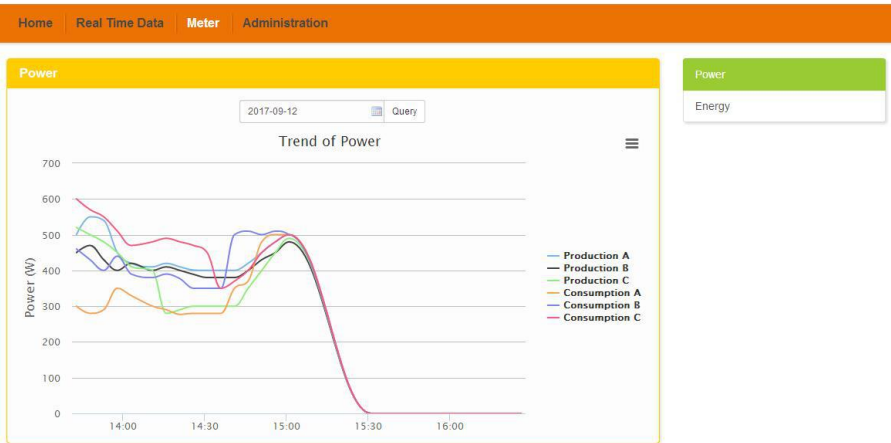 Home Real Time Data Meter Administration
Power
Power
Energy
2017-09-12 Query
Trend of Power
Power (W)
700
600
500
400
300
200
100
0
14:00 14:30 15:00 15:30 16:00
Production A
Production B
Production C
Consumption A
Consumption B
Consumption C